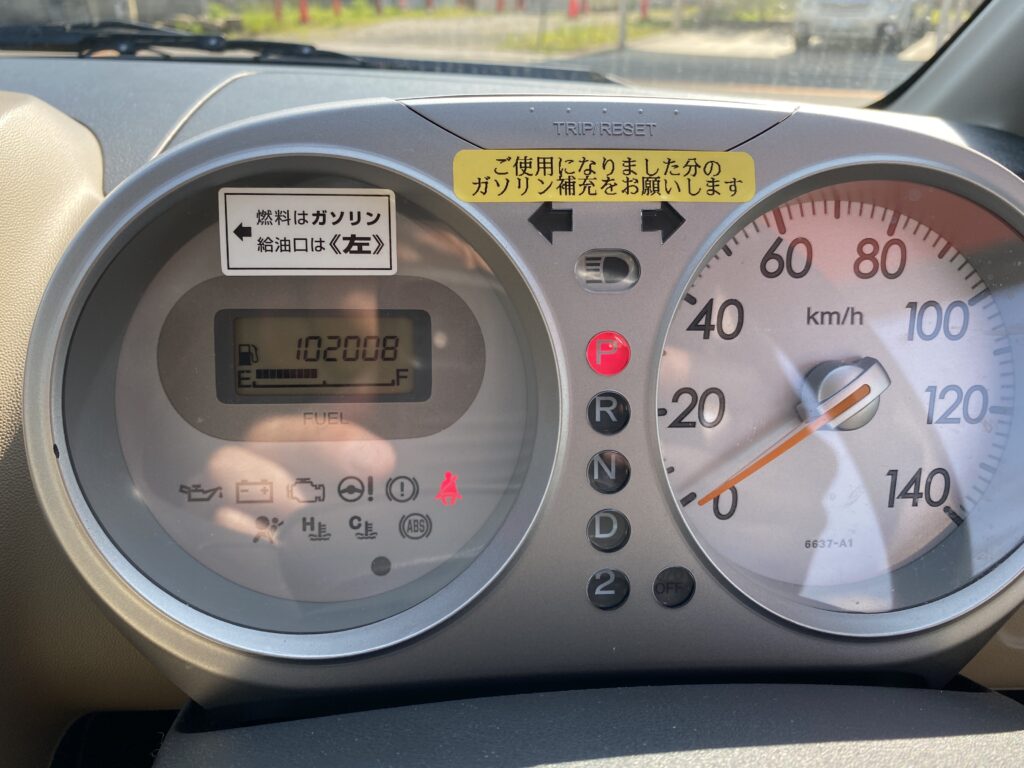 TRIP/RESET
ご使用になりました分の
ガソリン補充をお願いします
燃料はガソリン
給油口は《左》
102008
E F
FUEL
H C ABS
P
R
N
D
2
OFF
0
20
40
60
80
100
120
140
km/h
6637-A1